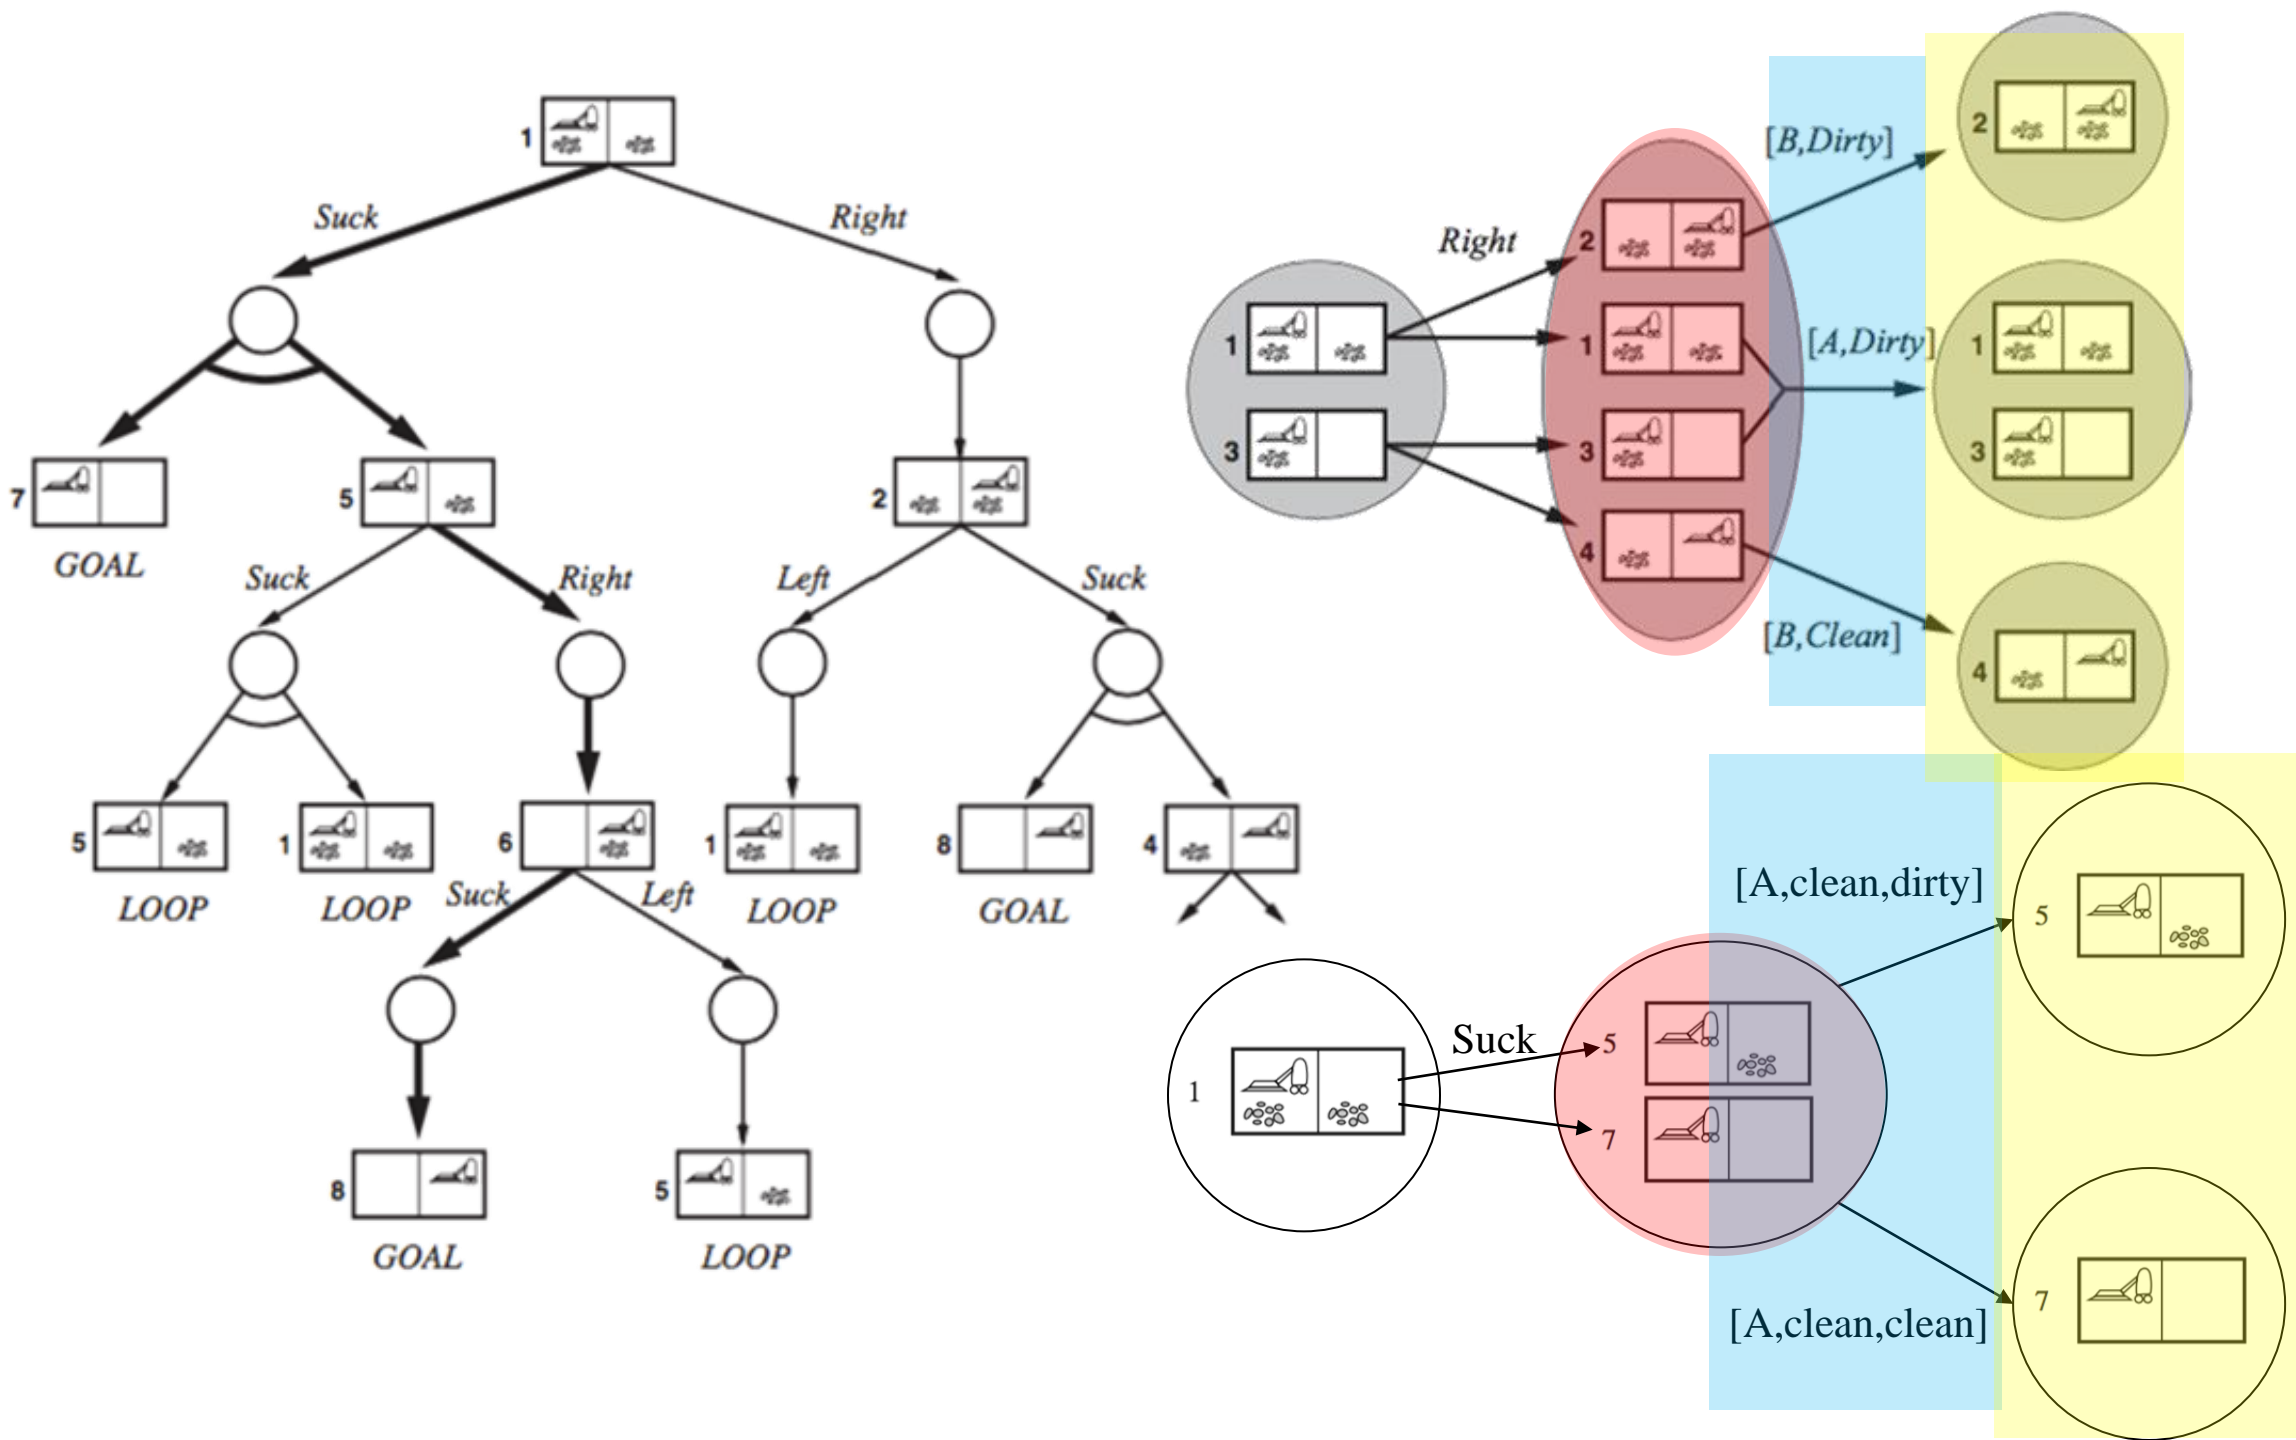 1
Suck
Right
7
5
2
GOAL
Suck
Right
Left
Suck
5
1
6
1
8
4
LOOP
LOOP
Suck
Left
LOOP
GOAL
8
5
GOAL
LOOP
Right
1
3
2
1
3
4
[B,Dirty]
[A,Dirty]
[B,Clean]
2
1
3
4
1
Suck
5
7
[A,clean,dirty]
[A,clean,clean]
5
7